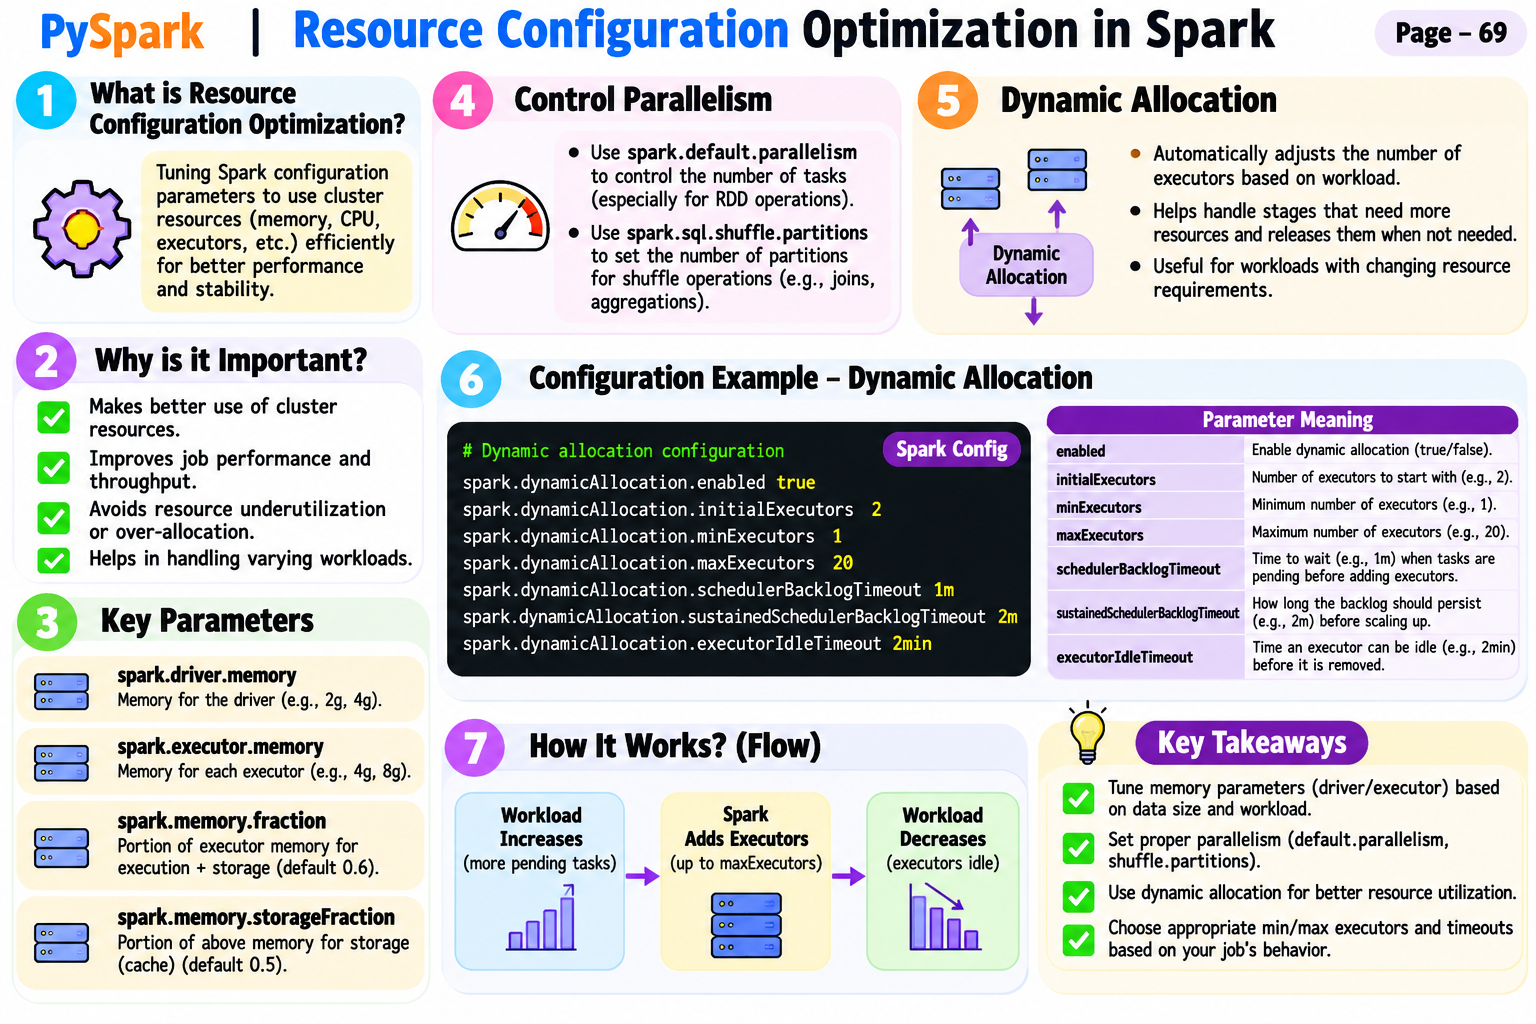 PySpark | Resource Configuration Optimization in Spark
Page – 69
1
What is Resource
Configuration Optimization?
Tuning Spark configuration
parameters to use cluster
resources (memory, CPU,
executors, etc.) efficiently
for better performance
and stability.
2
Why is it Important?
Makes better use of cluster
resources.
Improves job performance and
throughput.
Avoids resource underutilization
or over-allocation.
Helps in handling varying workloads.
3
Key Parameters
spark.driver.memory
Memory for the driver (e.g., 2g, 4g).
spark.executor.memory
Memory for each executor (e.g., 4g, 8g).
spark.memory.fraction
Portion of executor memory for
execution + storage (default 0.6).
spark.memory.storageFraction
Portion of above memory for storage
(cache) (default 0.5).
4
Control Parallelism
• Use spark.default.parallelism
to control the number of tasks
(especially for RDD operations).
• Use spark.sql.shuffle.partitions
to set the number of partitions
for shuffle operations (e.g., joins,
aggregations).
5
Dynamic Allocation
Dynamic
Allocation
• Automatically adjusts the number of
executors based on workload.
• Helps handle stages that need more
resources and releases them when not needed.
• Useful for workloads with changing resource
requirements.
6
Configuration Example – Dynamic Allocation
Spark Config
# Dynamic allocation configuration
spark.dynamicAllocation.enabled true
spark.dynamicAllocation.initialExecutors 2
spark.dynamicAllocation.minExecutors 1
spark.dynamicAllocation.maxExecutors 20
spark.dynamicAllocation.schedulerBacklogTimeout 1m
spark.dynamicAllocation.sustainedSchedulerBacklogTimeout 2m
spark.dynamicAllocation.executorIdleTimeout 2min
Parameter Meaning
enabled
Enable dynamic allocation (true/false).
initialExecutors
Number of executors to start with (e.g., 2).
minExecutors
Minimum number of executors (e.g., 1).
maxExecutors
Maximum number of executors (e.g., 20).
schedulerBacklogTimeout
Time to wait (e.g., 1m) when tasks are
pending before adding executors.
sustainedSchedulerBacklogTimeout
How long the backlog should persist
(e.g., 2m) before scaling up.
executorIdleTimeout
Time an executor can be idle (e.g., 2min)
before it is removed.
7
How It Works? (Flow)
Workload
Increases
(more pending tasks)
Spark
Adds Executors
(up to maxExecutors)
Workload
Decreases
(executors idle)
Key Takeaways
Tune memory parameters (driver/executor) based
on data size and workload.
Set proper parallelism (default.parallelism,
shuffle.partitions).
Use dynamic allocation for better resource utilization.
Choose appropriate min/max executors and timeouts
based on your job's behavior.